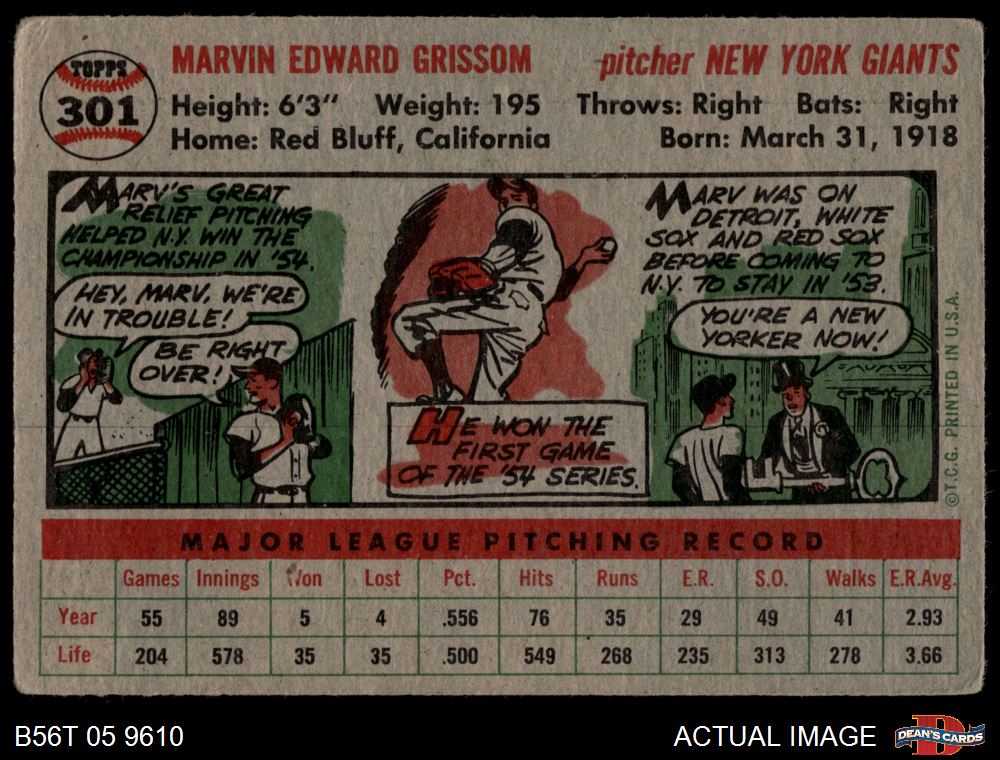 TOPPS
301
MARVIN EDWARD GRISSOM pitcher NEW YORK GIANTS
Height: 6'3" Weight: 195 Throws: Right Bats: Right
Home: Red Bluff, California Born: March 31, 1918
MARV'S GREAT
RELIEF PITCHING
HELPED N.Y. WIN THE
CHAMPIONSHIP IN '54.
HEY, MARV, WE'RE
IN TROUBLE!
BE RIGHT
OVER!
HE WON THE
FIRST GAME
OF THE '54 SERIES.
MARV WAS ON
DETROIT, WHITE
SOX AND RED SOX
BEFORE COMING TO
N.Y. TO STAY IN '53.
YOU'RE A NEW
YORKER NOW!
©T.C.G. PRINTED IN U.S.A.
MAJOR LEAGUE PITCHING RECORD
Games Innings Won Lost Pct. Hits Runs E.R. S.O. Walks E.R.Avg.
Year 55 89 5 4 .556 76 35 29 49 41 2.93
Life 204 578 35 35 .500 549 268 235 313 278 3.66
B56T 05 9610 ACTUAL IMAGE
D
DEAN'S CARDS